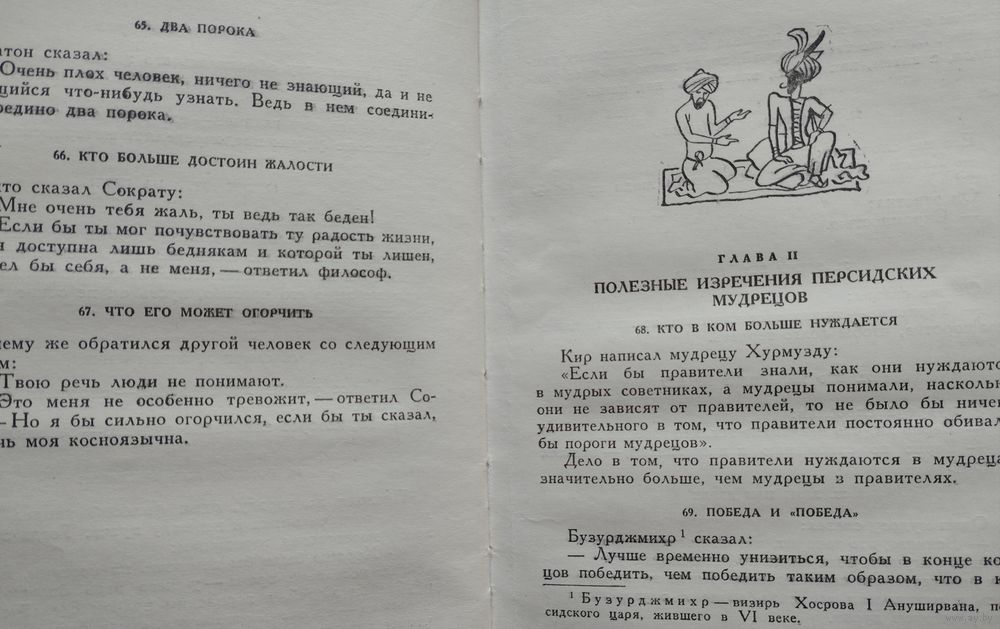 65. ДВА ПОРОКА
атон сказал:
Очень плох человек, ничего не знающий, да и не
щийся что-нибудь узнать. Ведь в нем соедини-
редино два порока.
66. КТО БОЛЬШЕ ДОСТОИН ЖАЛОСТИ
кто сказал Сократу:
Мне очень тебя жаль, ты ведь так беден!
Если бы ты мог почувствовать ту радость жизни,
я доступна лишь беднякам и которой ты лишен,
ел бы себя, а не меня, — ответил философ.
67. ЧТО ЕГО МОЖЕТ ОГОРЧИТЬ
нему же обратился другой человек со следующим
м:
Твою речь люди не понимают.
Это меня не особенно тревожит, — ответил Со-
— Но я бы сильно огорчился, если бы ты сказал,
чь моя косноязычна.
ГЛАВА II
ПОЛЕЗНЫЕ ИЗРЕЧЕНИЯ ПЕРСИДСКИХ
МУДРЕЦОВ
68. КТО В КОМ БОЛЬШЕ НУЖДАЕТСЯ
Кир написал мудрецу Хурмузду:
«Если бы правители знали, как они нуждаютс
в мудрых советниках, а мудрецы понимали, наскольк
они не зависят от правителей, то не было бы ничег
удивительного в том, что правители постоянно обивал
бы пороги мудрецов».
Дело в том, что правители нуждаются в мудреца
значительно больше, чем мудрецы в правителях.
69. ПОБЕДА И «ПОБЕДА»
Бузурджмихр¹ сказал:
— Лучше временно унизиться, чтобы в конце ко
цов победить, чем победить таким образом, что в к
¹ Бузурджмихр — визирь Хосрова I Ануширвана, пе
сидского царя, жившего в VI веке.
www.ay.by